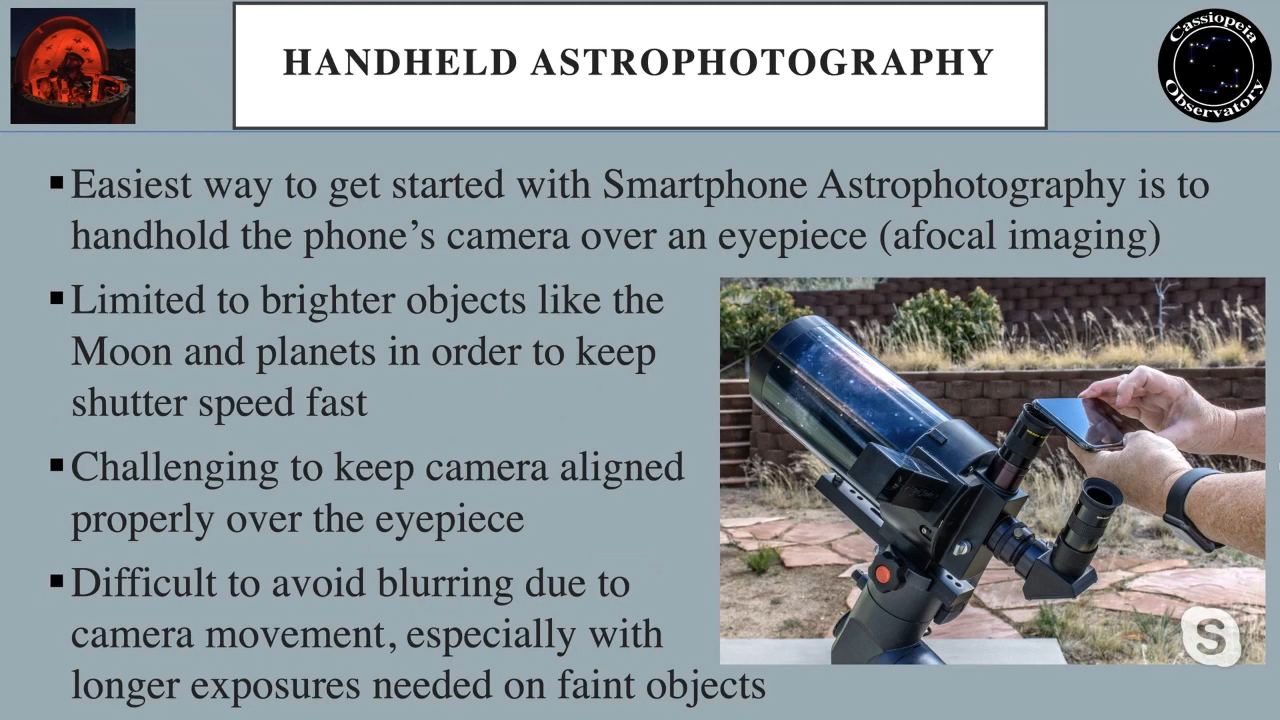 HANDHELD ASTROPHOTOGRAPHY
Cassiopeia
Observatory
▪Easiest way to get started with Smartphone Astrophotography is to
handhold the phone’s camera over an eyepiece (afocal imaging)
▪Limited to brighter objects like the
Moon and planets in order to keep
shutter speed fast
▪Challenging to keep camera aligned
properly over the eyepiece
▪Difficult to avoid blurring due to
camera movement, especially with
longer exposures needed on faint objects
S